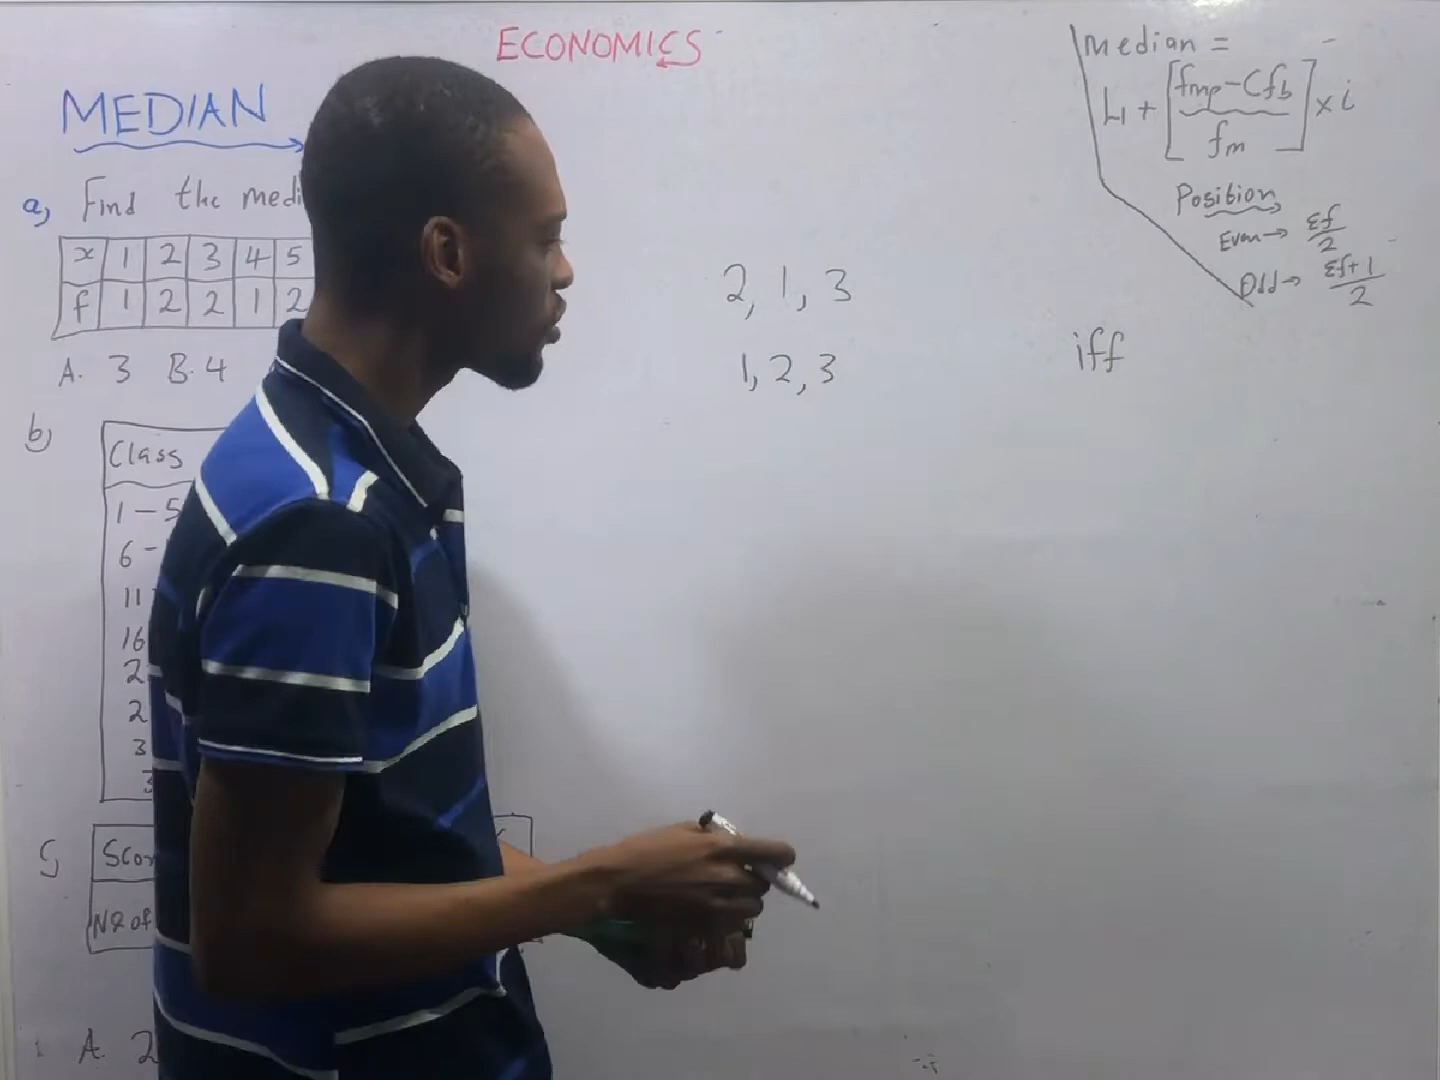 ECONOMICS
MEDIAN
a, Find the medi
x 1 2 3 4 5
f 1 2 2 1 2
A. 3 B. 4
b,
Class
1 – 5
6 –
11
16
2
2
3
3
Scor
No of
A. 2
2, 1, 3
1, 2, 3
median =
L1 + [fmp – Cfb / fm] × i
Position
Even → Σf/2
Odd → Σf+1/2
iff